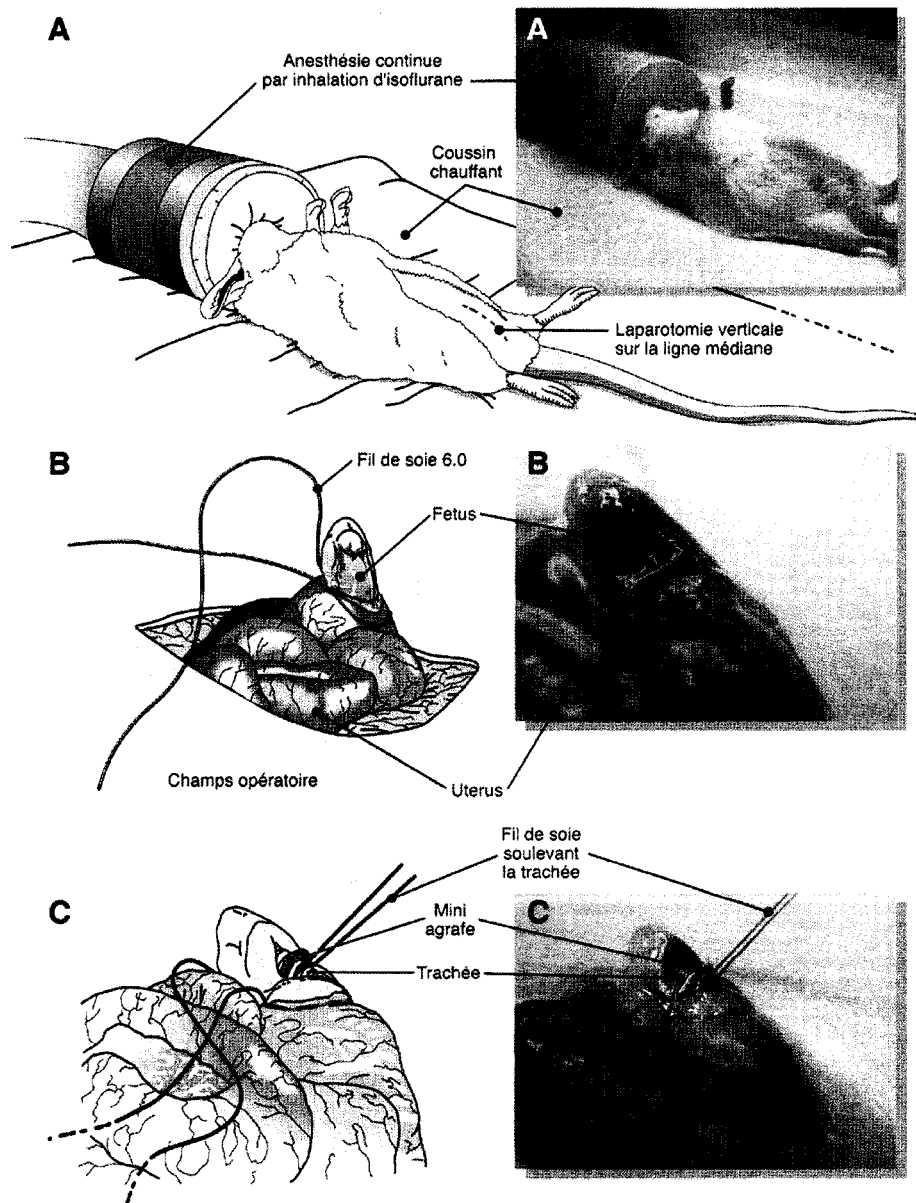 A
A
Anesthésie continue
par inhalation d'isoflurane
Coussin
chauffant
Laparotomie verticale
sur la ligne médiane
B
B
Fil de soie 6.0
Fetus
Champs opératoire
Uterus
Fil de soie
soulevant
la trachée
C
C
Mini
agrafe
Trachée